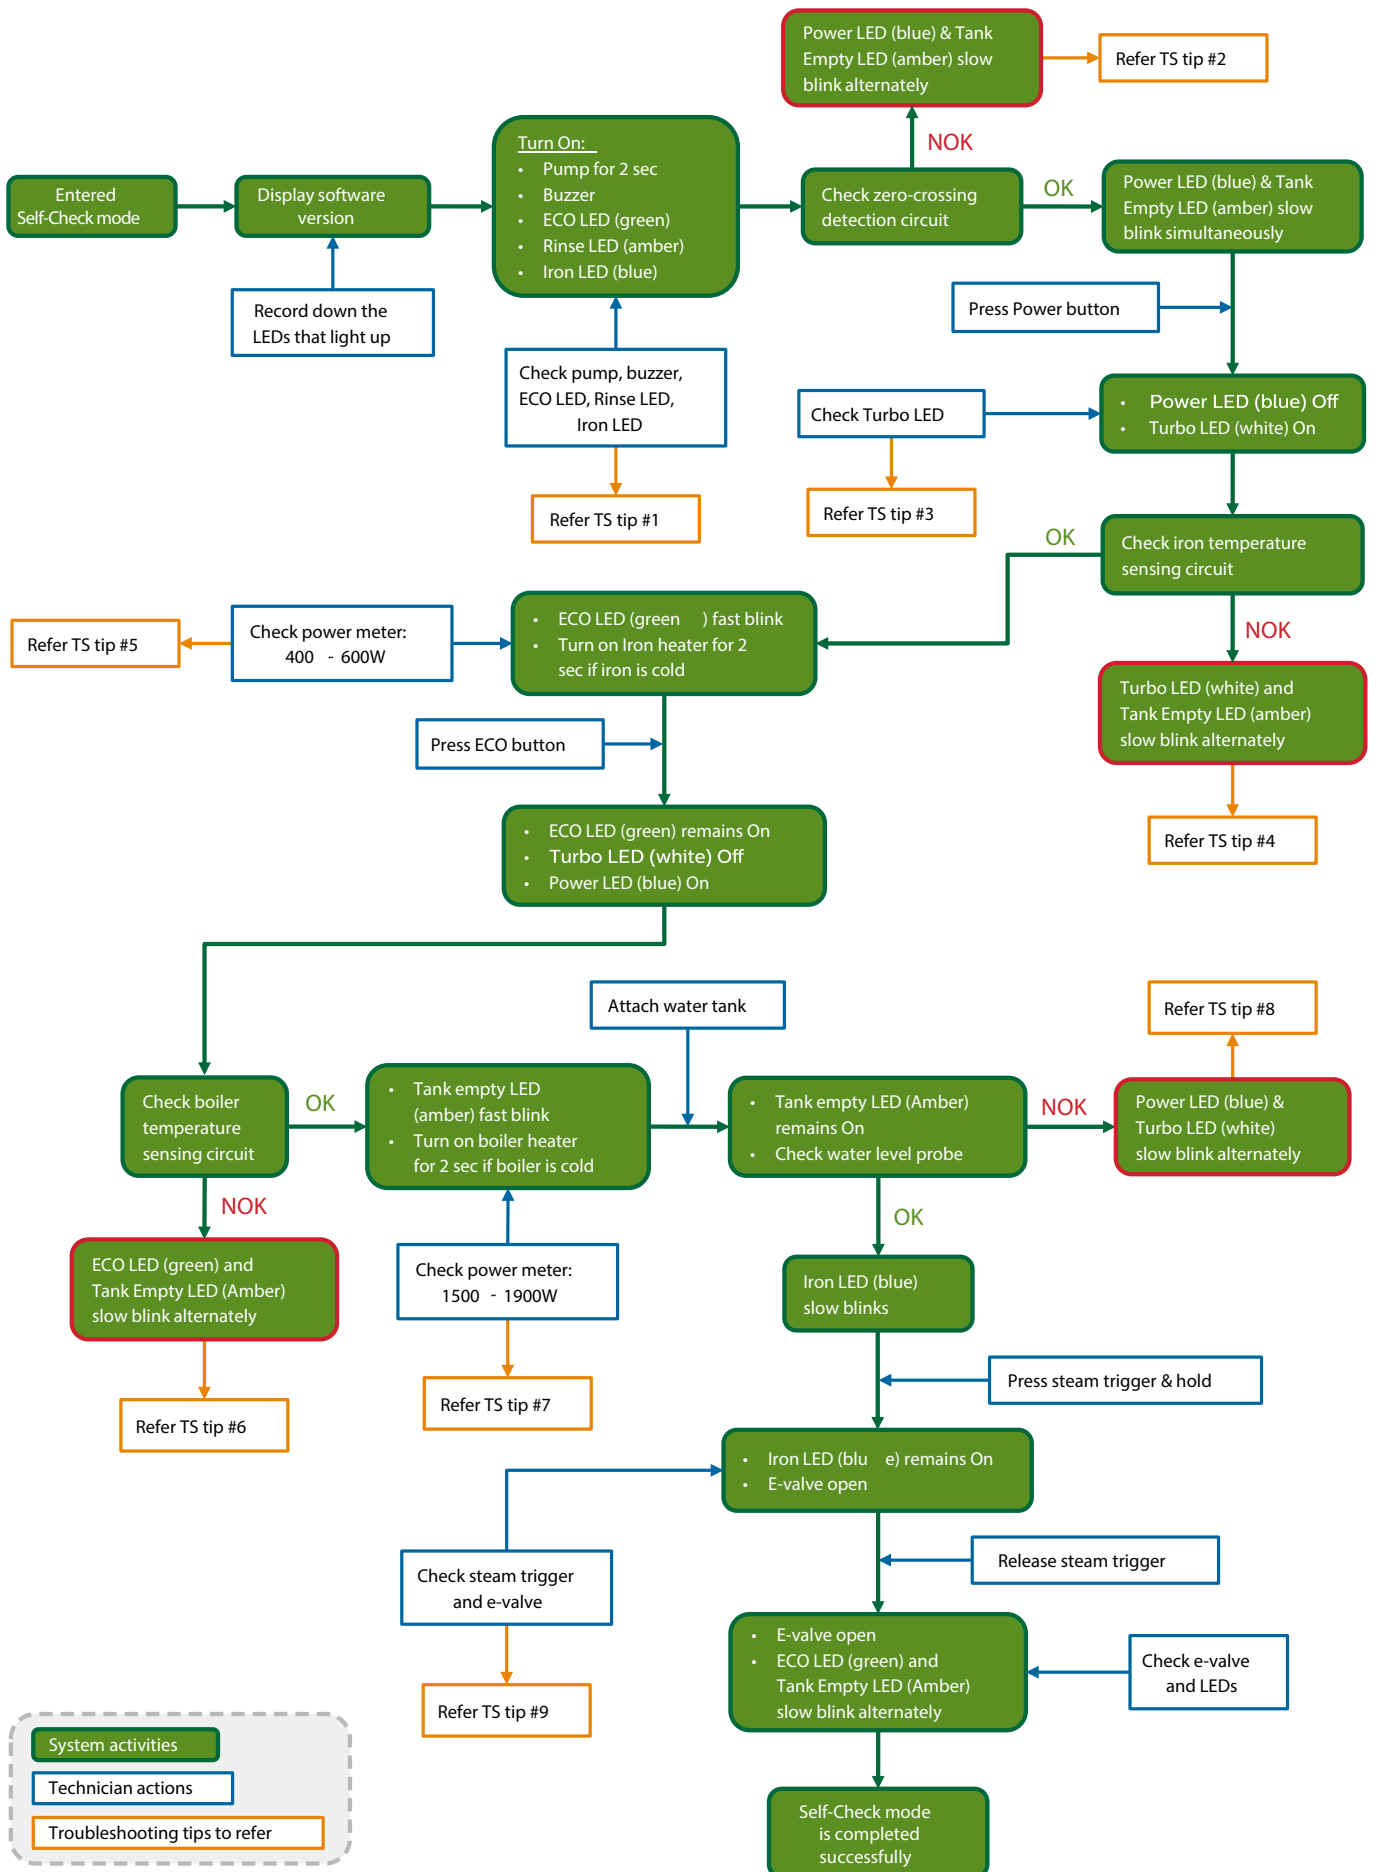 Power LED (blue) & Tank
Empty LED (amber) slow
blink alternately
Refer TS tip #2
NOK
Turn On:
• Pump for 2 sec
• Buzzer
• ECO LED (green)
• Rinse LED (amber)
• Iron LED (blue)
Entered
Self-Check mode
Display software
version
Check zero-crossing
detection circuit
OK
Power LED (blue) & Tank
Empty LED (amber) slow
blink simultaneously
Record down the
LEDs that light up
Press Power button
Check pump, buzzer,
ECO LED, Rinse LED,
Iron LED
Check Turbo LED
• Power LED (blue) Off
• Turbo LED (white) On
Refer TS tip #1
Refer TS tip #3
OK
Check iron temperature
sensing circuit
Refer TS tip #5
Check power meter:
400 ~ 600W
• ECO LED (green ) fast blink
• Turn on Iron heater for 2
sec if iron is cold
NOK
Turbo LED (white) and
Tank Empty LED (amber)
slow blink alternately
Press ECO button
• ECO LED (green) remains On
• Turbo LED (white) Off
• Power LED (blue) On
Refer TS tip #4
Attach water tank
Refer TS tip #8
Check boiler
temperature
sensing circuit
OK
• Tank empty LED
(amber) fast blink
• Turn on boiler heater
for 2 sec if boiler is cold
• Tank empty LED (Amber)
remains On
• Check water level probe
NOK
Power LED (blue) &
Turbo LED (white)
slow blink alternately
NOK
OK
ECO LED (green) and
Tank Empty LED (Amber)
slow blink alternately
Check power meter:
1500 ~ 1900W
Iron LED (blue)
slow blinks
Refer TS tip #6
Refer TS tip #7
Press steam trigger & hold
• Iron LED (blu e) remains On
• E-valve open
Check steam trigger
and e-valve
Release steam trigger
• E-valve open
• ECO LED (green) and
Tank Empty LED (Amber)
slow blink alternately
Check e-valve
and LEDs
Refer TS tip #9
System activities
Technician actions
Troubleshooting tips to refer
Self-Check mode
is completed
successfully